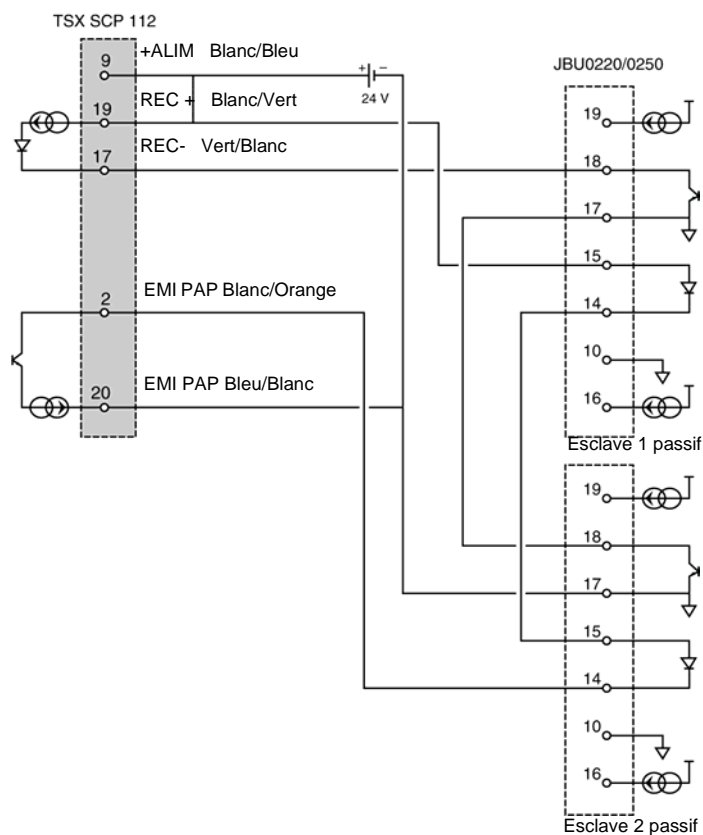 TSX SCP 112
9
+ALIM Blanc/Bleu
+ −
24 V
19
REC + Blanc/Vert
17
REC- Vert/Blanc
2
EMI PAP Blanc/Orange
20
EMI PAP Bleu/Blanc
JBU0220/0250
19
18
17
15
14
10
16
Esclave 1 passif
19
18
17
15
14
10
16
Esclave 2 passif